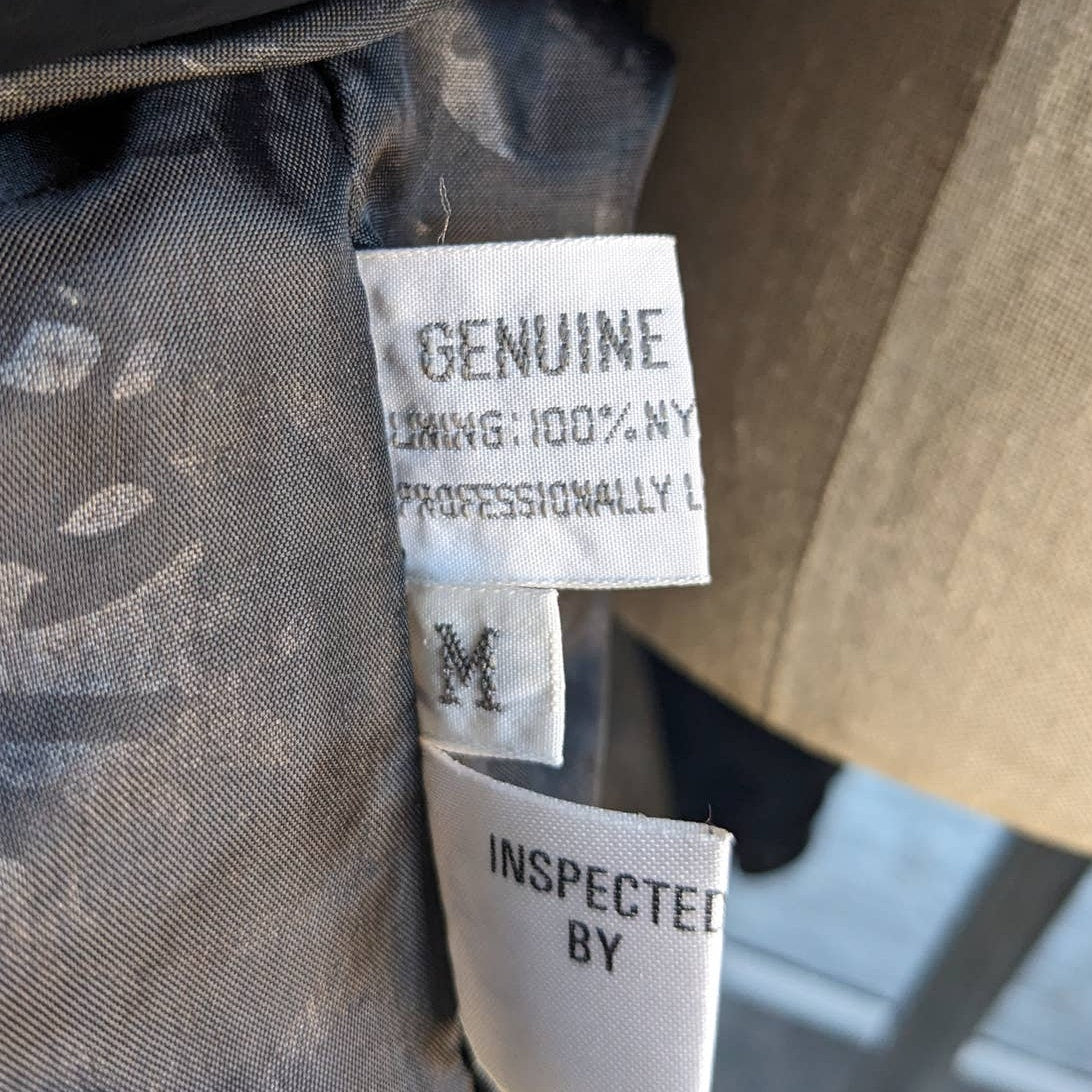 GENUINE
LINING:100%.NY
PROFESSIONALLY L
M
INSPECTED
BY